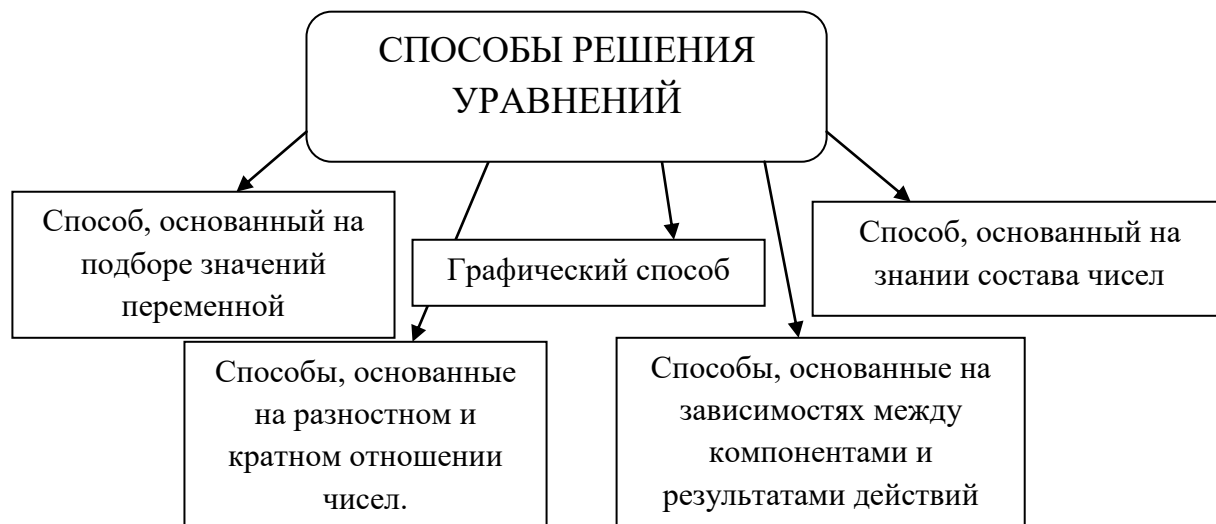 СПОСОБЫ РЕШЕНИЯ
УРАВНЕНИЙ
Способ, основанный на
подборе значений
переменной
Графический способ
Способ, основанный на
знании состава чисел
Способы, основанные
на разностном и
кратном отношении
чисел.
Способы, основанные на
зависимостях между
компонентами и
результатами действий